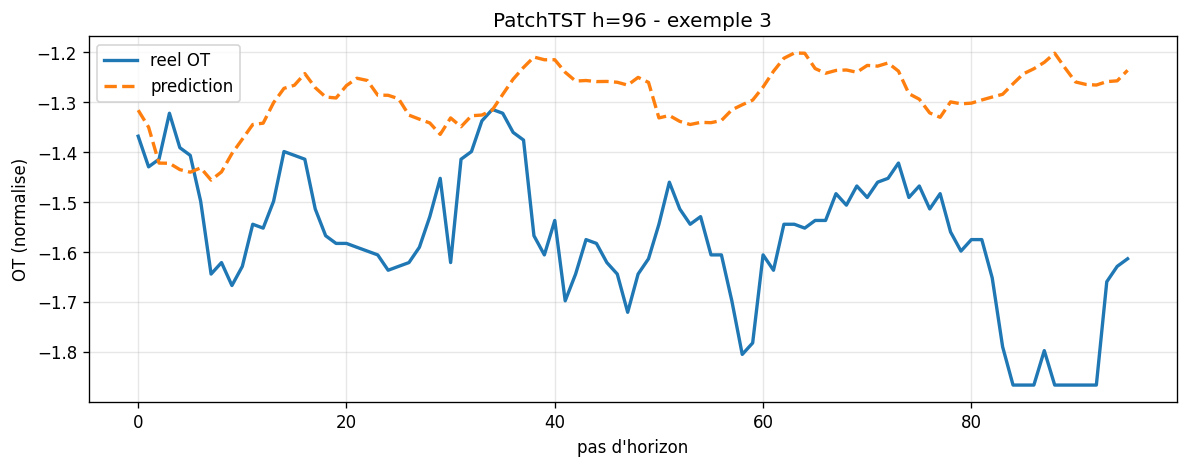 PatchTST h=96 - exemple 3
reel OT
prediction
−1.2
−1.3
−1.4
−1.5
−1.6
−1.7
−1.8
OT (normalise)
0 20 40 60 80
pas d'horizon